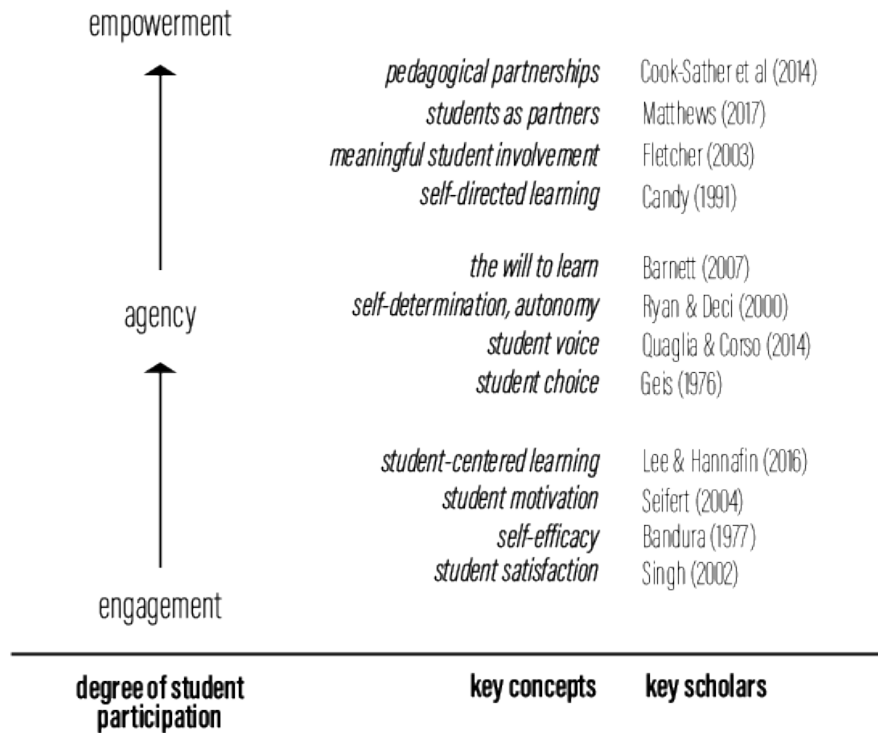 empowerment
pedagogical partnerships Cook-Sather et al (2014)
students as partners Matthews (2017)
meaningful student involvement Fletcher (2003)
self-directed learning Candy (1991)
the will to learn Barnett (2007)
agency
self-determination, autonomy Ryan & Deci (2000)
student voice Quaglia & Corso (2014)
student choice Geis (1976)
student-centered learning Lee & Hannafin (2016)
student motivation Seifert (2004)
self-efficacy Bandura (1977)
student satisfaction Singh (2002)
engagement
degree of student
participation
key concepts key scholars